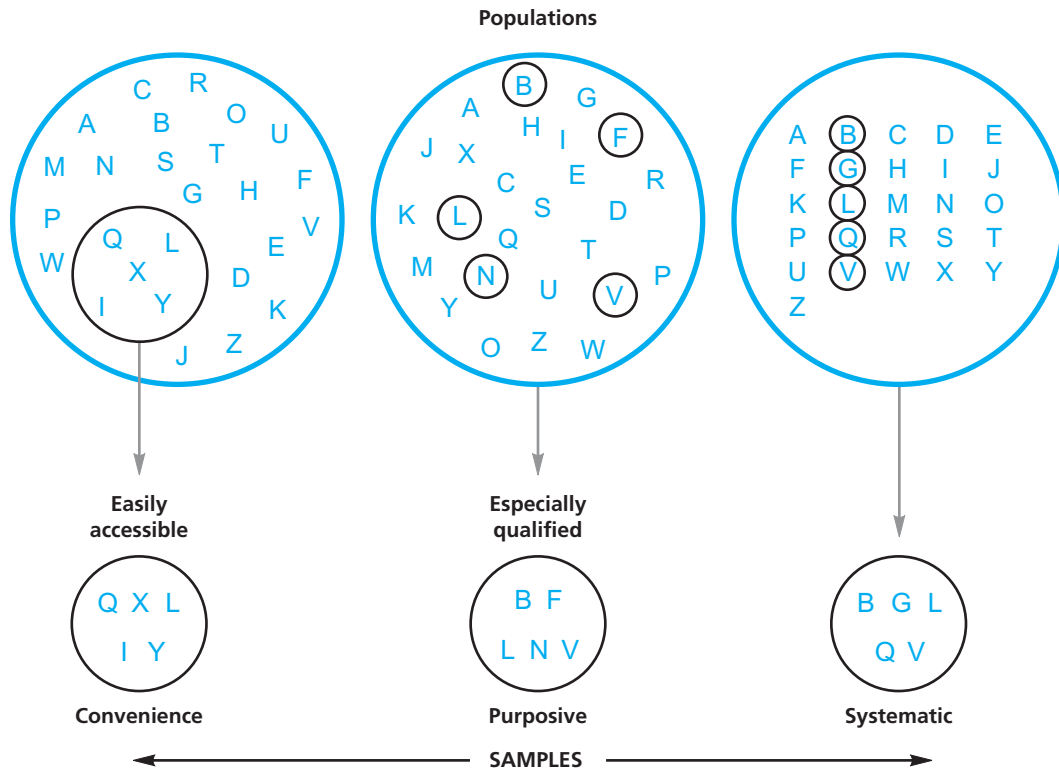 Populations
C R
A B O U
M N S T
G H F
P V
Q L E
W X D
I Y K
J Z
B G
A H I F
J X
C E R
K L S D
Q T
M N U V P
Y
O Z W
A B C D E
F G H I J
K L M N O
P Q R S T
U V W X Y
Z
Easily
accessible
Q X L
I Y
Convenience
Especially
qualified
B F
L N V
Purposive
B G L
Q V
Systematic
SAMPLES